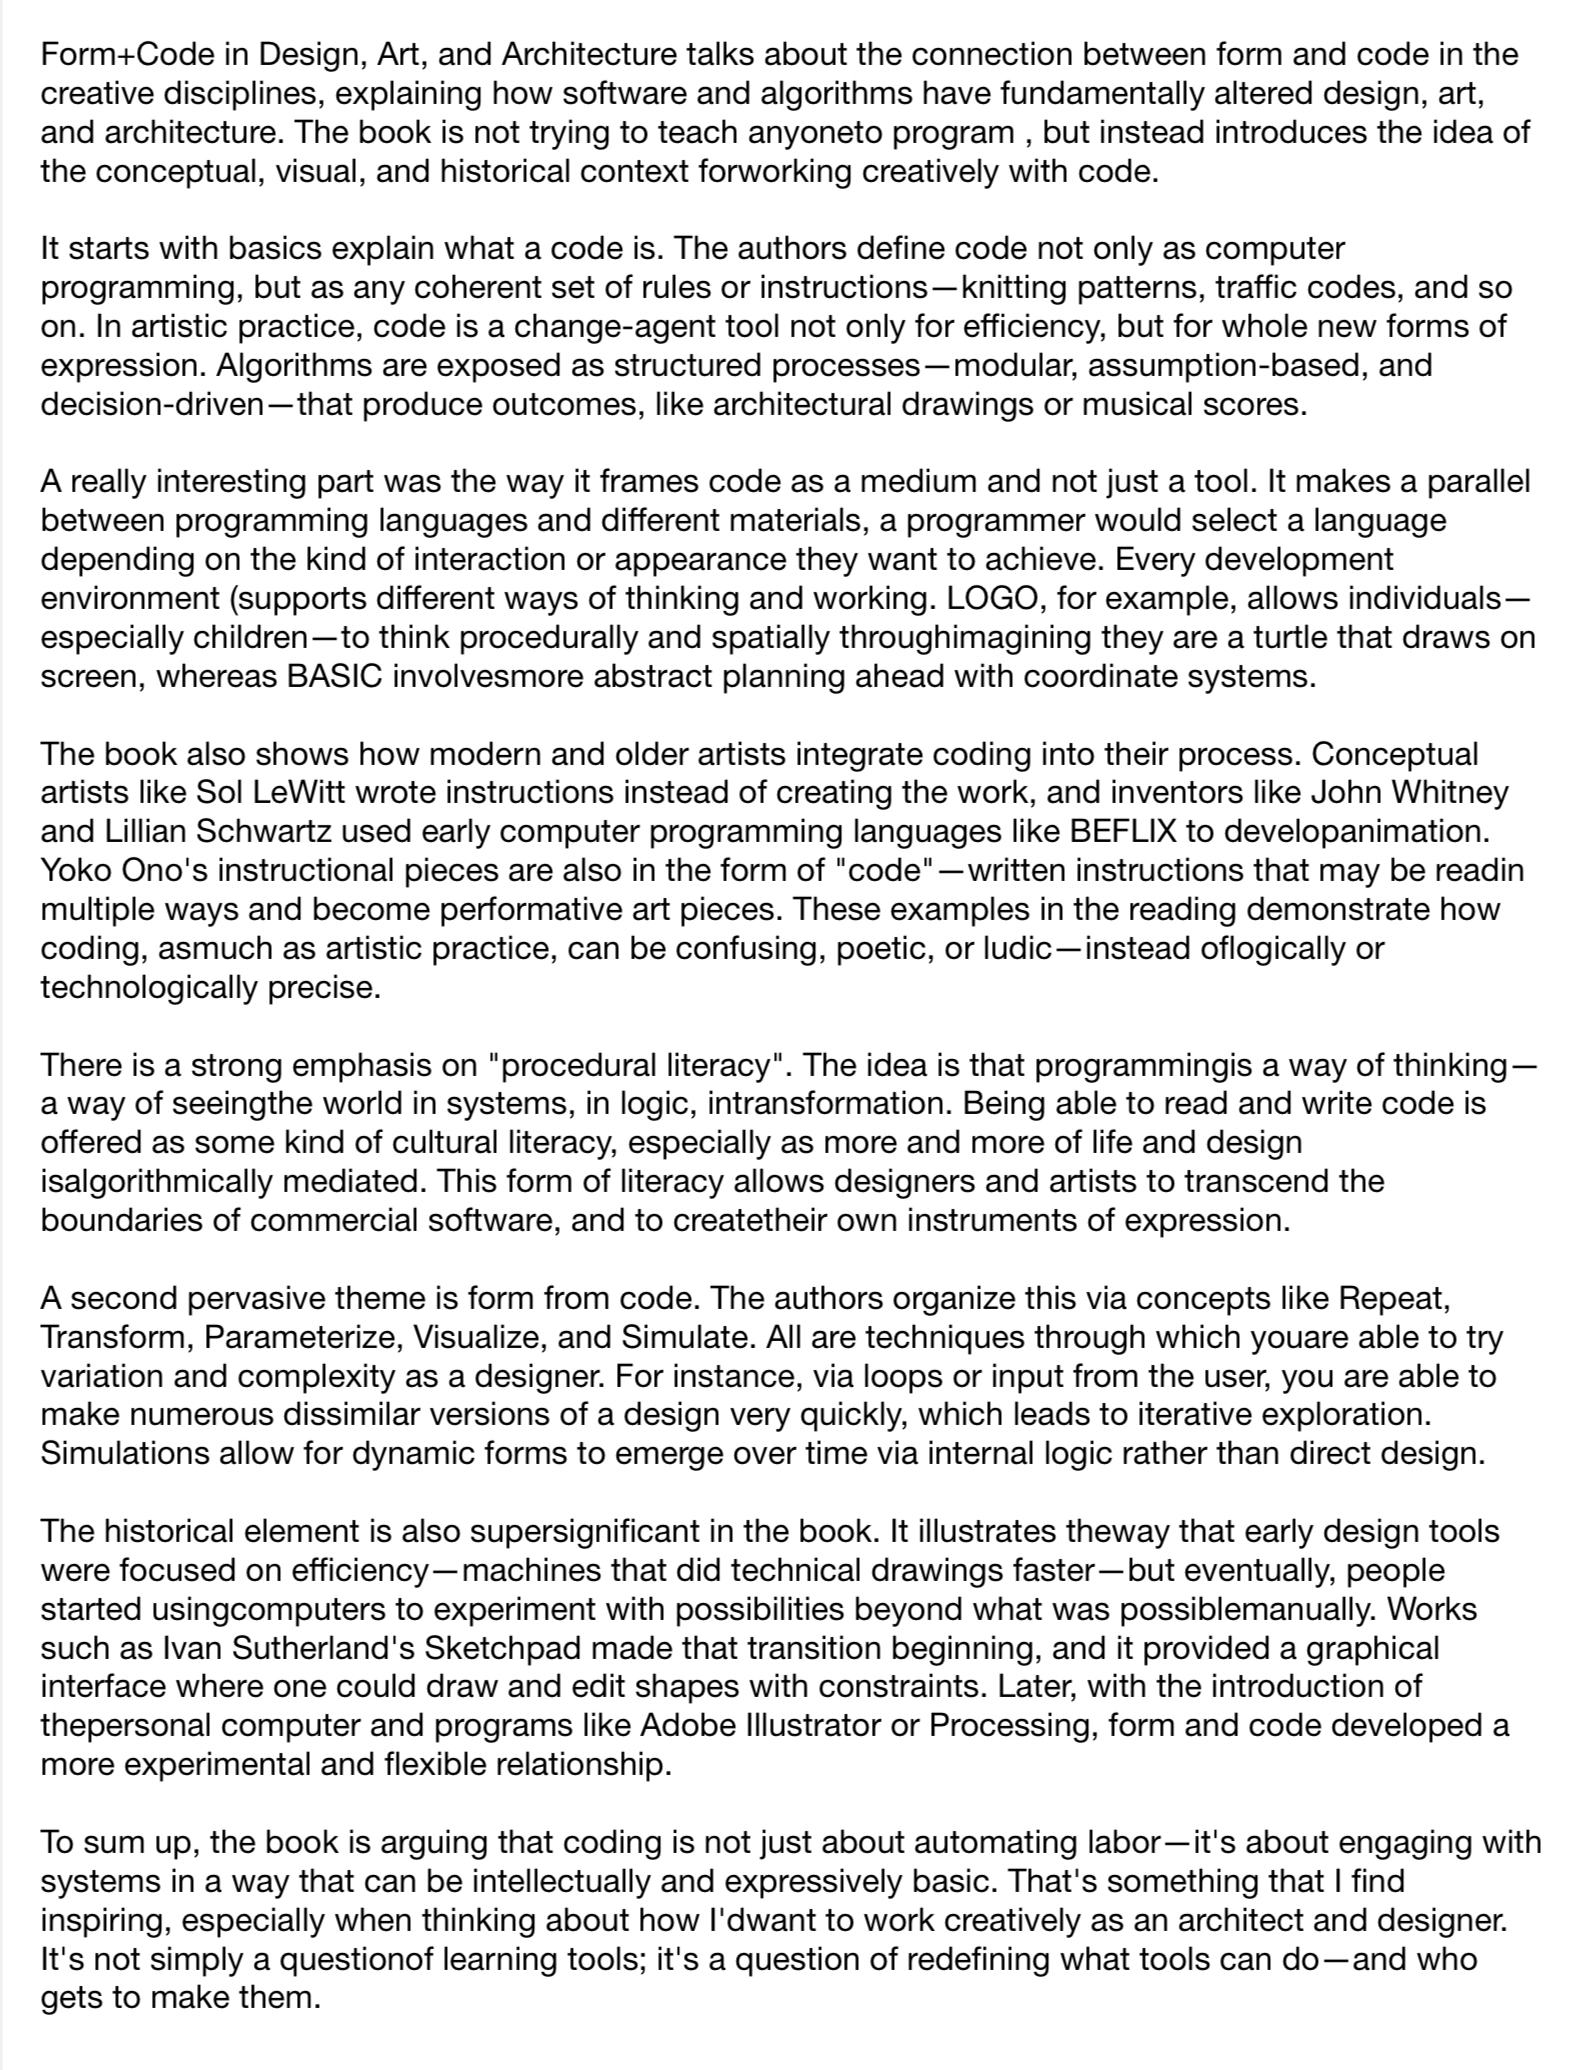 Form+Code in Design, Art, and Architecture talks about the connection between form and code in the
creative disciplines, explaining how software and algorithms have fundamentally altered design, art,
and architecture. The book is not trying to teach anyoneto program , but instead introduces the idea of
the conceptual, visual, and historical context forworking creatively with code.
It starts with basics explain what a code is. The authors define code not only as computer
programming, but as any coherent set of rules or instructions—knitting patterns, traffic codes, and so
on. In artistic practice, code is a change-agent tool not only for efficiency, but for whole new forms of
expression. Algorithms are exposed as structured processes—modular, assumption-based, and
decision-driven—that produce outcomes, like architectural drawings or musical scores.
A really interesting part was the way it frames code as a medium and not just a tool. It makes a parallel
between programming languages and different materials, a programmer would select a language
depending on the kind of interaction or appearance they want to achieve. Every development
environment (supports different ways of thinking and working. LOGO, for example, allows individuals—
especially children—to think procedurally and spatially throughimagining they are a turtle that draws on
screen, whereas BASIC involvesmore abstract planning ahead with coordinate systems.
The book also shows how modern and older artists integrate coding into their process. Conceptual
artists like Sol LeWitt wrote instructions instead of creating the work, and inventors like John Whitney
and Lillian Schwartz used early computer programming languages like BEFLIX to developanimation.
Yoko Ono's instructional pieces are also in the form of "code"—written instructions that may be readin
multiple ways and become performative art pieces. These examples in the reading demonstrate how
coding, asmuch as artistic practice, can be confusing, poetic, or ludic—instead oflogically or
technologically precise.
There is a strong emphasis on "procedural literacy". The idea is that programmingis a way of thinking—
a way of seeingthe world in systems, in logic, intransformation. Being able to read and write code is
offered as some kind of cultural literacy, especially as more and more of life and design
isalgorithmically mediated. This form of literacy allows designers and artists to transcend the
boundaries of commercial software, and to createtheir own instruments of expression.
A second pervasive theme is form from code. The authors organize this via concepts like Repeat,
Transform, Parameterize, Visualize, and Simulate. All are techniques through which youare able to try
variation and complexity as a designer. For instance, via loops or input from the user, you are able to
make numerous dissimilar versions of a design very quickly, which leads to iterative exploration.
Simulations allow for dynamic forms to emerge over time via internal logic rather than direct design.
The historical element is also supersignificant in the book. It illustrates theway that early design tools
were focused on efficiency—machines that did technical drawings faster—but eventually, people
started usingcomputers to experiment with possibilities beyond what was possiblemanually. Works
such as Ivan Sutherland's Sketchpad made that transition beginning, and it provided a graphical
interface where one could draw and edit shapes with constraints. Later, with the introduction of
thepersonal computer and programs like Adobe Illustrator or Processing, form and code developed a
more experimental and flexible relationship.
To sum up, the book is arguing that coding is not just about automating labor—it's about engaging with
systems in a way that can be intellectually and expressively basic. That's something that I find
inspiring, especially when thinking about how I'dwant to work creatively as an architect and designer.
It's not simply a questionof learning tools; it's a question of redefining what tools can do—and who
gets to make them.